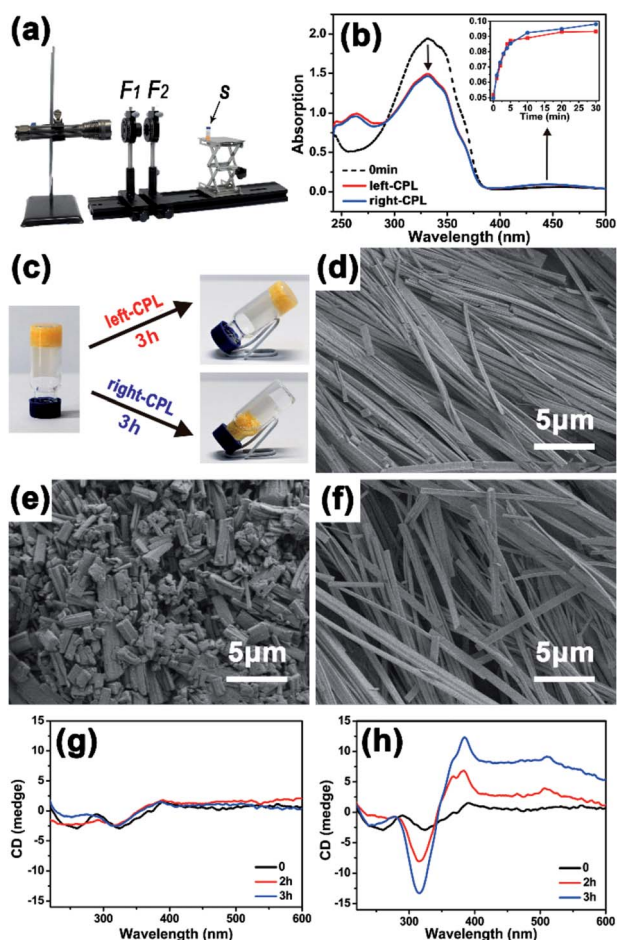 (a)
F1 F2
S
(b)
Absorption
2.0
1.5
1.0
0.5
0.0
250 300 350 400 450 500
Wavelength (nm)
0min
left-CPL
right-CPL
0.10
0.09
0.08
0.07
0.06
0.05
0 5 10 15 20 25 30
Time (min)
(c)
left-CPL
3h
right-CPL
3h
(d)
5μm
(e)
5μm
(f)
5μm
(g)
CD (medge)
15
10
5
0
-5
-10
-15
300 400 500 600
Wavelength (nm)
0
2h
3h
(h)
CD (medge)
15
10
5
0
-5
-10
-15
300 400 500 600
Wavelength (nm)
0
2h
3h